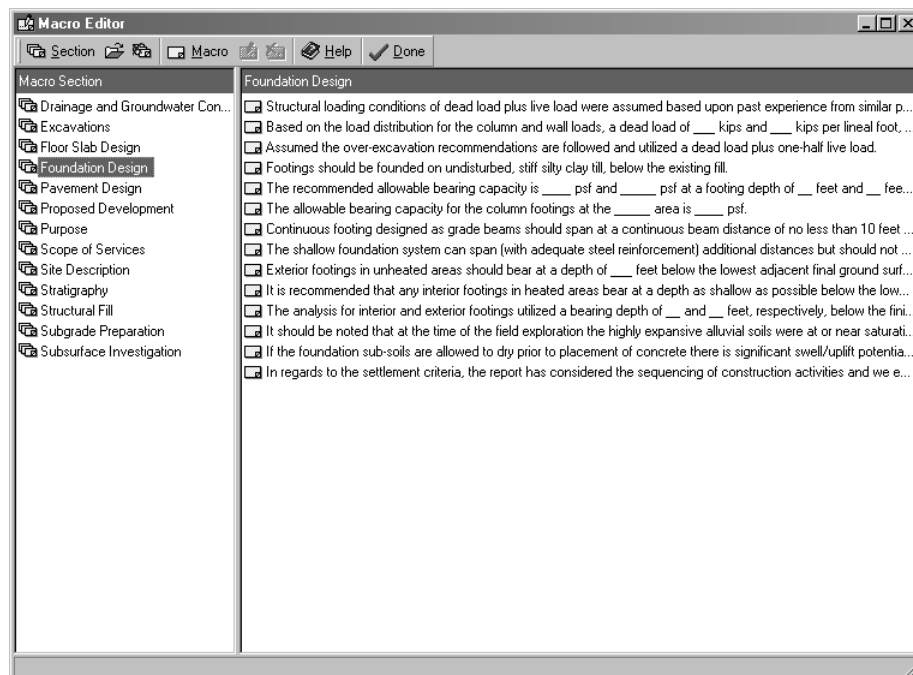 Macro Editor
Section Macro Help Done
Macro Section
Drainage and Groundwater Con...
Excavations
Floor Slab Design
Foundation Design
Pavement Design
Proposed Development
Purpose
Scope of Services
Site Description
Stratigraphy
Structural Fill
Subgrade Preparation
Subsurface Investigation
Foundation Design
Structural loading conditions of dead load plus live load were assumed based upon past experience from similar p...
Based on the load distribution for the column and wall loads, a dead load of ___ kips and ___ kips per lineal foot, ...
Assumed the over-excavation recommendations are followed and utilized a dead load plus one-half live load.
Footings should be founded on undisturbed, stiff silty clay till, below the existing fill.
The recommended allowable bearing capacity is ____ psf and _____ psf at a footing depth of __ feet and __ fee...
The allowable bearing capacity for the column footings at the _____ area is ____ psf.
Continuous footing designed as grade beams should span at a continuous beam distance of no less than 10 feet ...
The shallow foundation system can span (with adequate steel reinforcement) additional distances but should not ...
Exterior footings in unheated areas should bear at a depth of ___ feet below the lowest adjacent final ground surf...
It is recommended that any interior footings in heated areas bear at a depth as shallow as possible below the low...
The analysis for interior and exterior footings utilized a bearing depth of __ and __ feet, respectively, below the fini...
It should be noted that at the time of the field exploration the highly expansive alluvial soils were at or near saturati...
If the foundation sub-soils are allowed to dry prior to placement of concrete there is significant swell/uplift potentia...
In regards to the settlement criteria, the report has considered the sequencing of construction activities and we e...